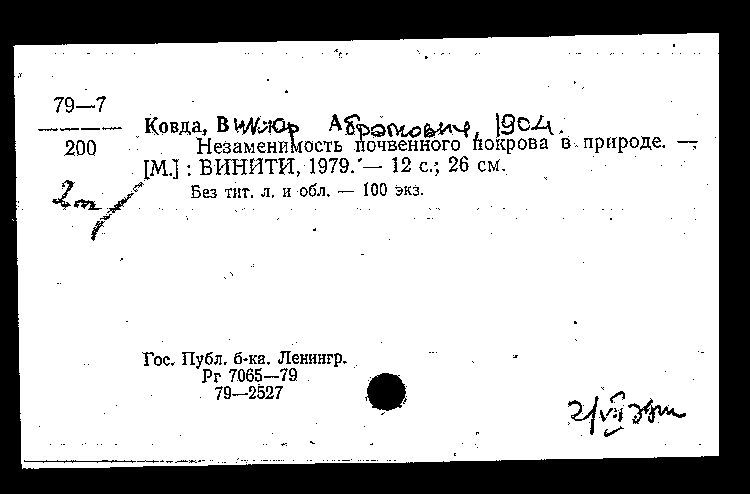 79—7
200
Ковда, Виктор Абрамович, 1904.
Незаменимость почвенного покрова в природе. —
[М.] : ВИНИТИ, 1979. — 12 с.; 26 см.
Без тит. л. и обл. — 100 экз.
Гос. Публ. б-ка. Ленингр.
Рг 7065—79
79—2527